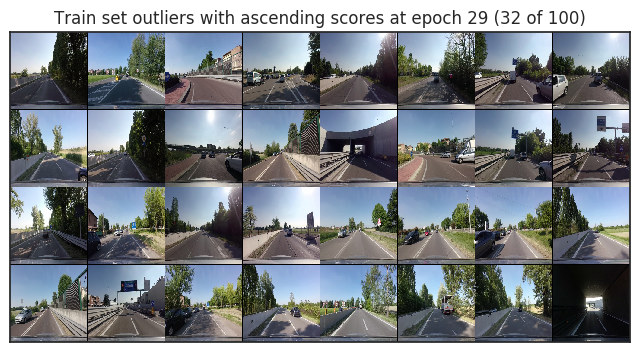 Train set outliers with ascending scores at epoch 29 (32 of 100)